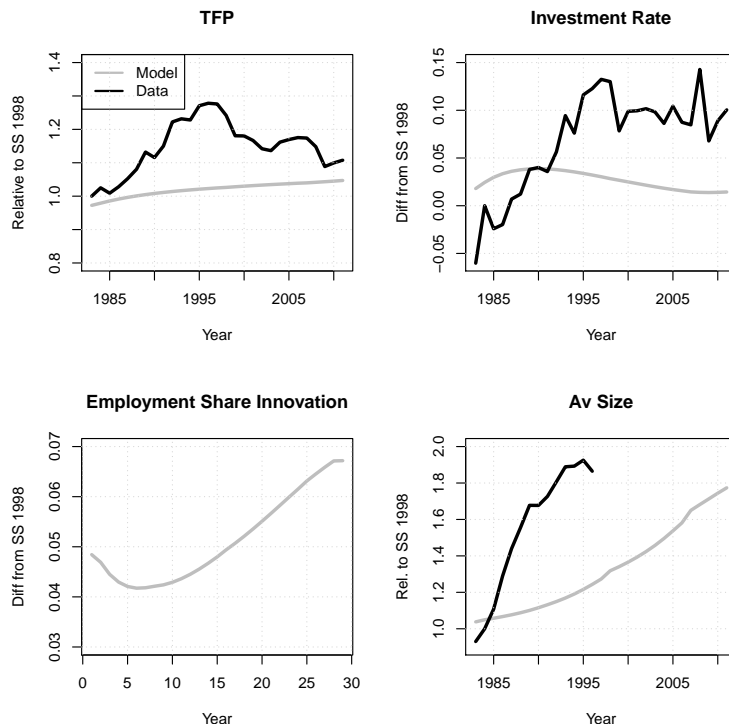 TFP
Relative to SS 1998
0.8 1.0 1.2 1.4
Model
Data
1985 1995 2005
Year
Investment Rate
Diff from SS 1998
−0.05 0.00 0.05 0.10 0.15
1985 1995 2005
Year
Employment Share Innovation
Diff from SS 1998
0.03 0.04 0.05 0.06 0.07
0 5 10 15 20 25 30
Year
Av Size
Rel. to SS 1998
1.0 1.2 1.4 1.6 1.8 2.0
1985 1995 2005
Year